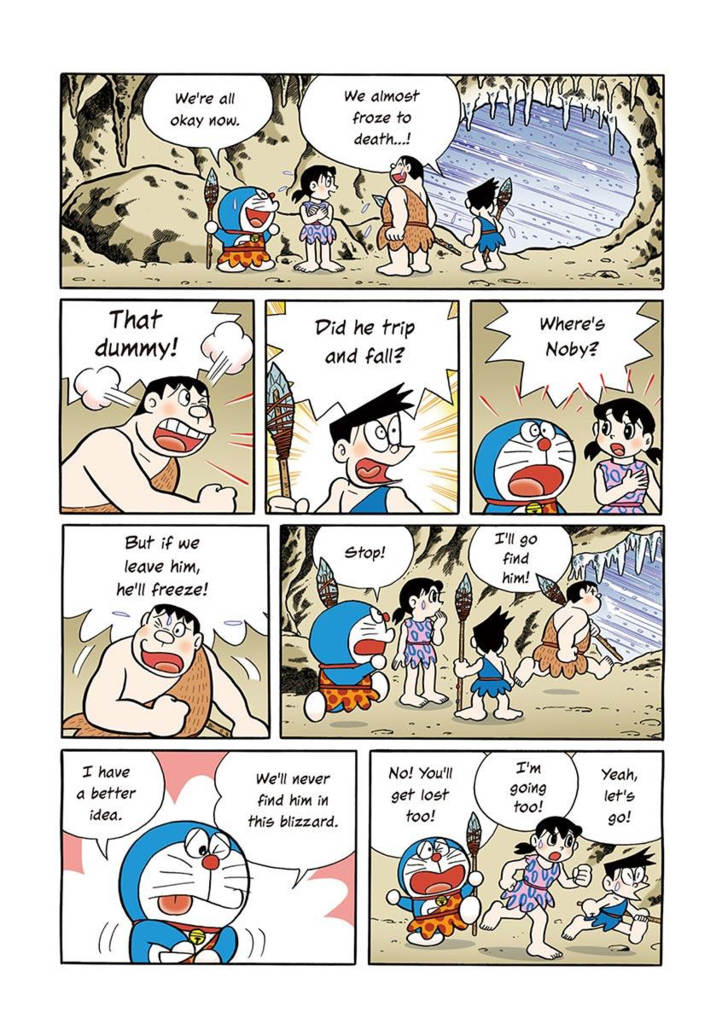 We almost
froze to
death...!
We're all
okay now.
Where's
Noby?
Did he trip
and fall?
That
dummy!
I'll go
find
him!
Stop!
But if we
leave him,
he'll freeze!
Yeah,
let's
go!
I'm
going
too!
No! You'll
get lost
too!
We'll never
find him in
this blizzard.
I have
a better
idea.